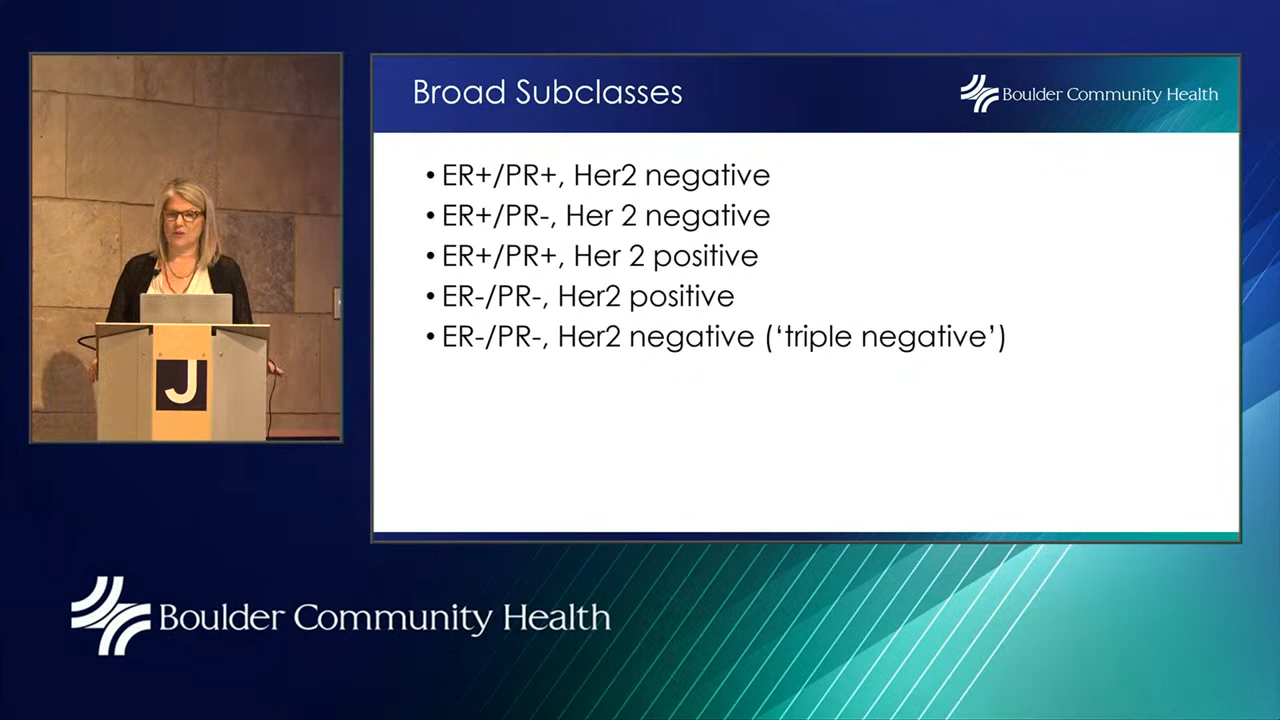 Broad Subclasses
Boulder Community Health
• ER+/PR+, Her2 negative
• ER+/PR-, Her 2 negative
• ER+/PR+, Her 2 positive
• ER-/PR-, Her2 positive
• ER-/PR-, Her2 negative (‘triple negative’)
J
Boulder Community Health